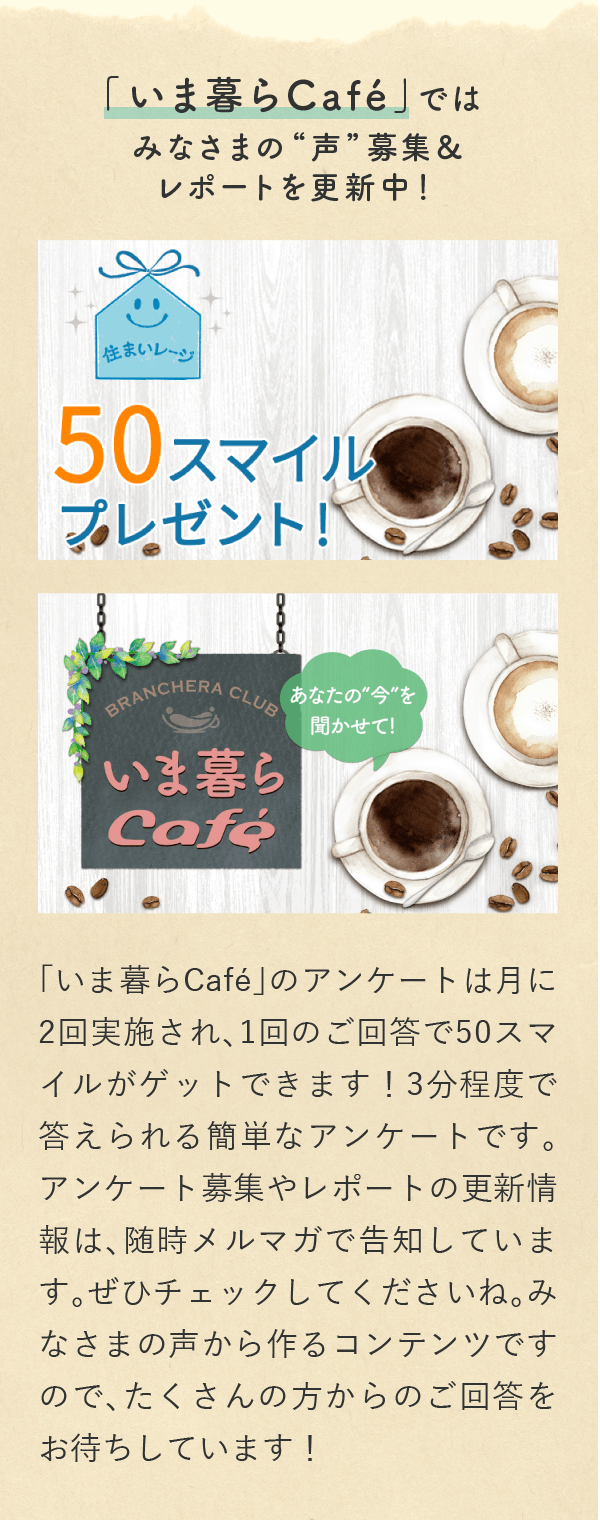 「いま暮らCafé」では
みなさまの“声”募集＆
レポートを更新中！
住まいレージ
50スマイル
プレゼント！
BRANCHERA CLUB
いま暮ら
Café
あなたの“今”を
聞かせて！
「いま暮らCafé」のアンケートは月に
2回実施され、1回のご回答で50スマ
イルがゲットできます！3分程度で
答えられる簡単なアンケートです。
アンケート募集やレポートの更新情
報は、随時メルマガで告知していま
す。ぜひチェックしてくださいね。み
なさまの声から作るコンテンツです
ので、たくさんの方からのご回答を
お待ちしています！